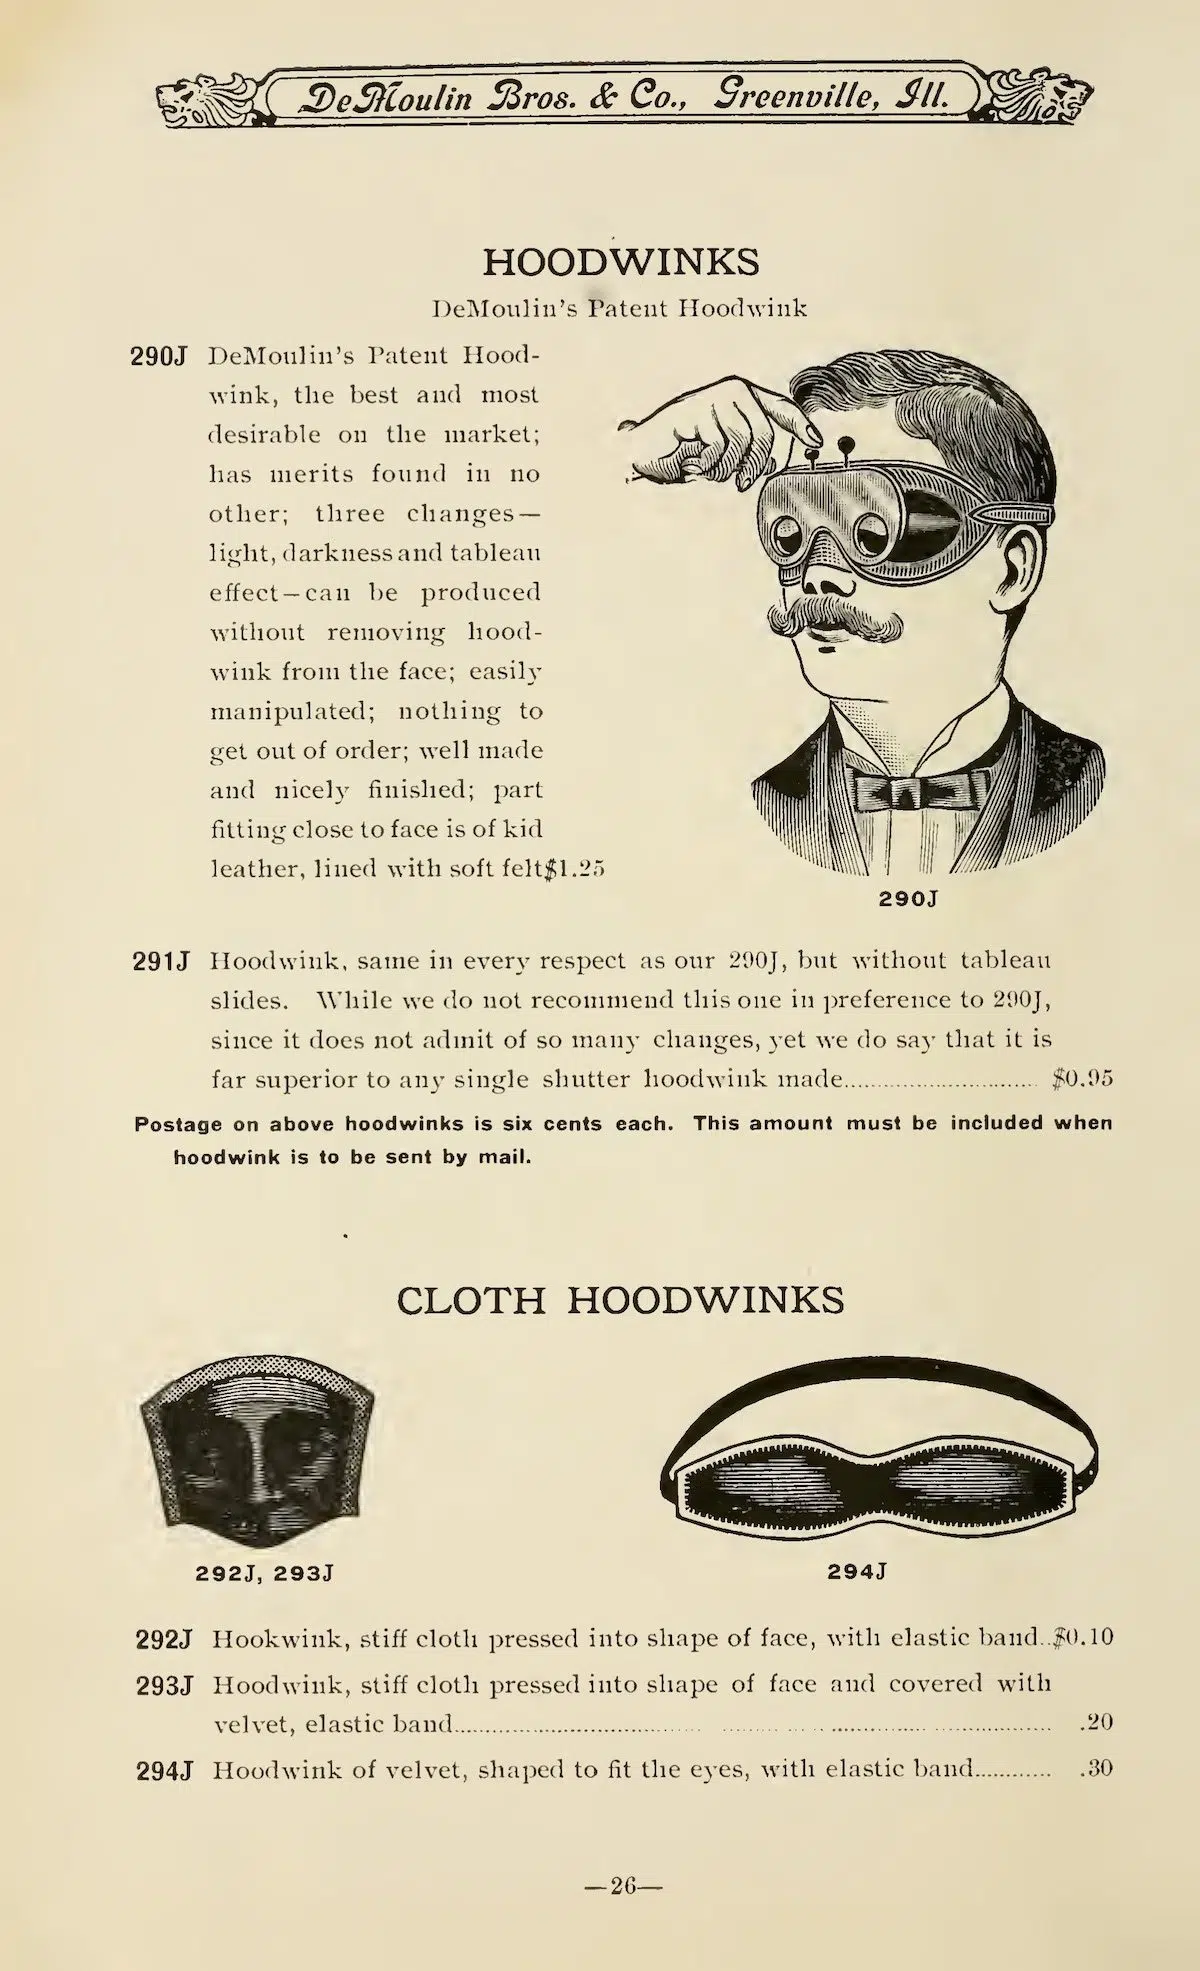 DeMoulin Bros. & Co., Greenville, Ill.
HOODWINKS
DeMoulin's Patent Hoodwink
290J DeMoulin's Patent Hood-
wink, the best and most
desirable on the market;
has merits found in no
other; three changes—
light, darkness and tableau
effect—can be produced
without removing hood-
wink from the face; easily
manipulated; nothing to
get out of order; well made
and nicely finished; part
fitting close to face is of kid
leather, lined with soft felt $1.25
290J
291J Hoodwink, same in every respect as our 290J, but without tableau
slides. While we do not recommend this one in preference to 290J,
since it does not admit of so many changes, yet we do say that it is
far superior to any single shutter hoodwink made............................ $0.95
Postage on above hoodwinks is six cents each. This amount must be included when
hoodwink is to be sent by mail.
CLOTH HOODWINKS
292J, 293J
294J
292J Hookwink, stiff cloth pressed into shape of face, with elastic band..$0.10
293J Hoodwink, stiff cloth pressed into shape of face and covered with
velvet, elastic band............................................................ .20
294J Hoodwink of velvet, shaped to fit the eyes, with elastic band............ .30
—26—